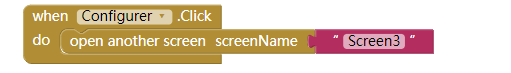 when Configurer .Click
do open another screen screenName " Screen3 "